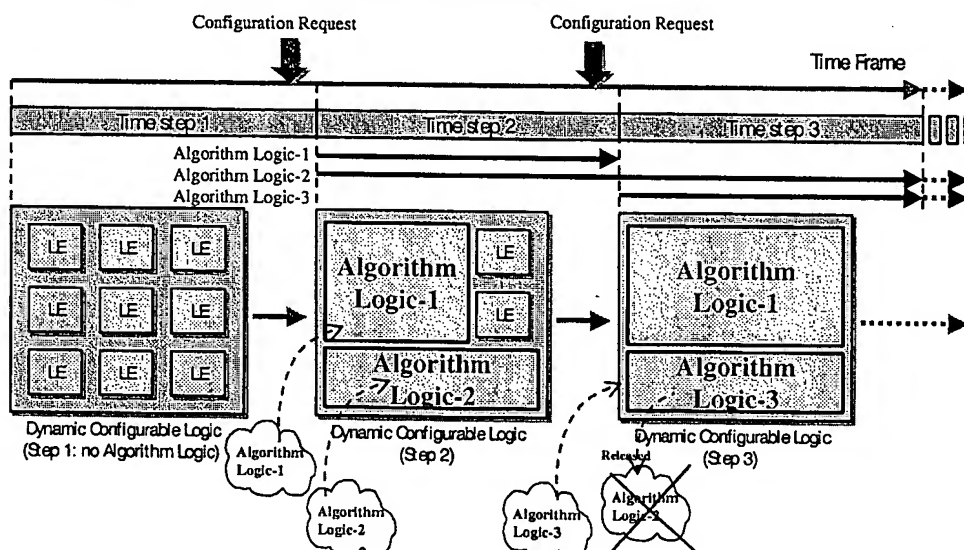 Configuration Request
Configuration Request
Time Frame
Time step 1
Time step 2
Time step 3
Algorithm Logic-1
Algorithm Logic-2
Algorithm Logic-3
LE
LE
LE
LE
LE
LE
LE
LE
LE
Algorithm
Logic-1
LE
LE
Algorithm
Logic-2
Algorithm
Logic-1
Algorithm
Logic-3
Dynamic Configurable Logic
(Step 1: no Algorithm Logic)
Dynamic Configurable Logic
(Step 2)
Dynamic Configurable Logic
(Step 3)
Algorithm
Logic-1
Algorithm
Logic-2
Algorithm
Logic-3
Released
Algorithm
Logic-2